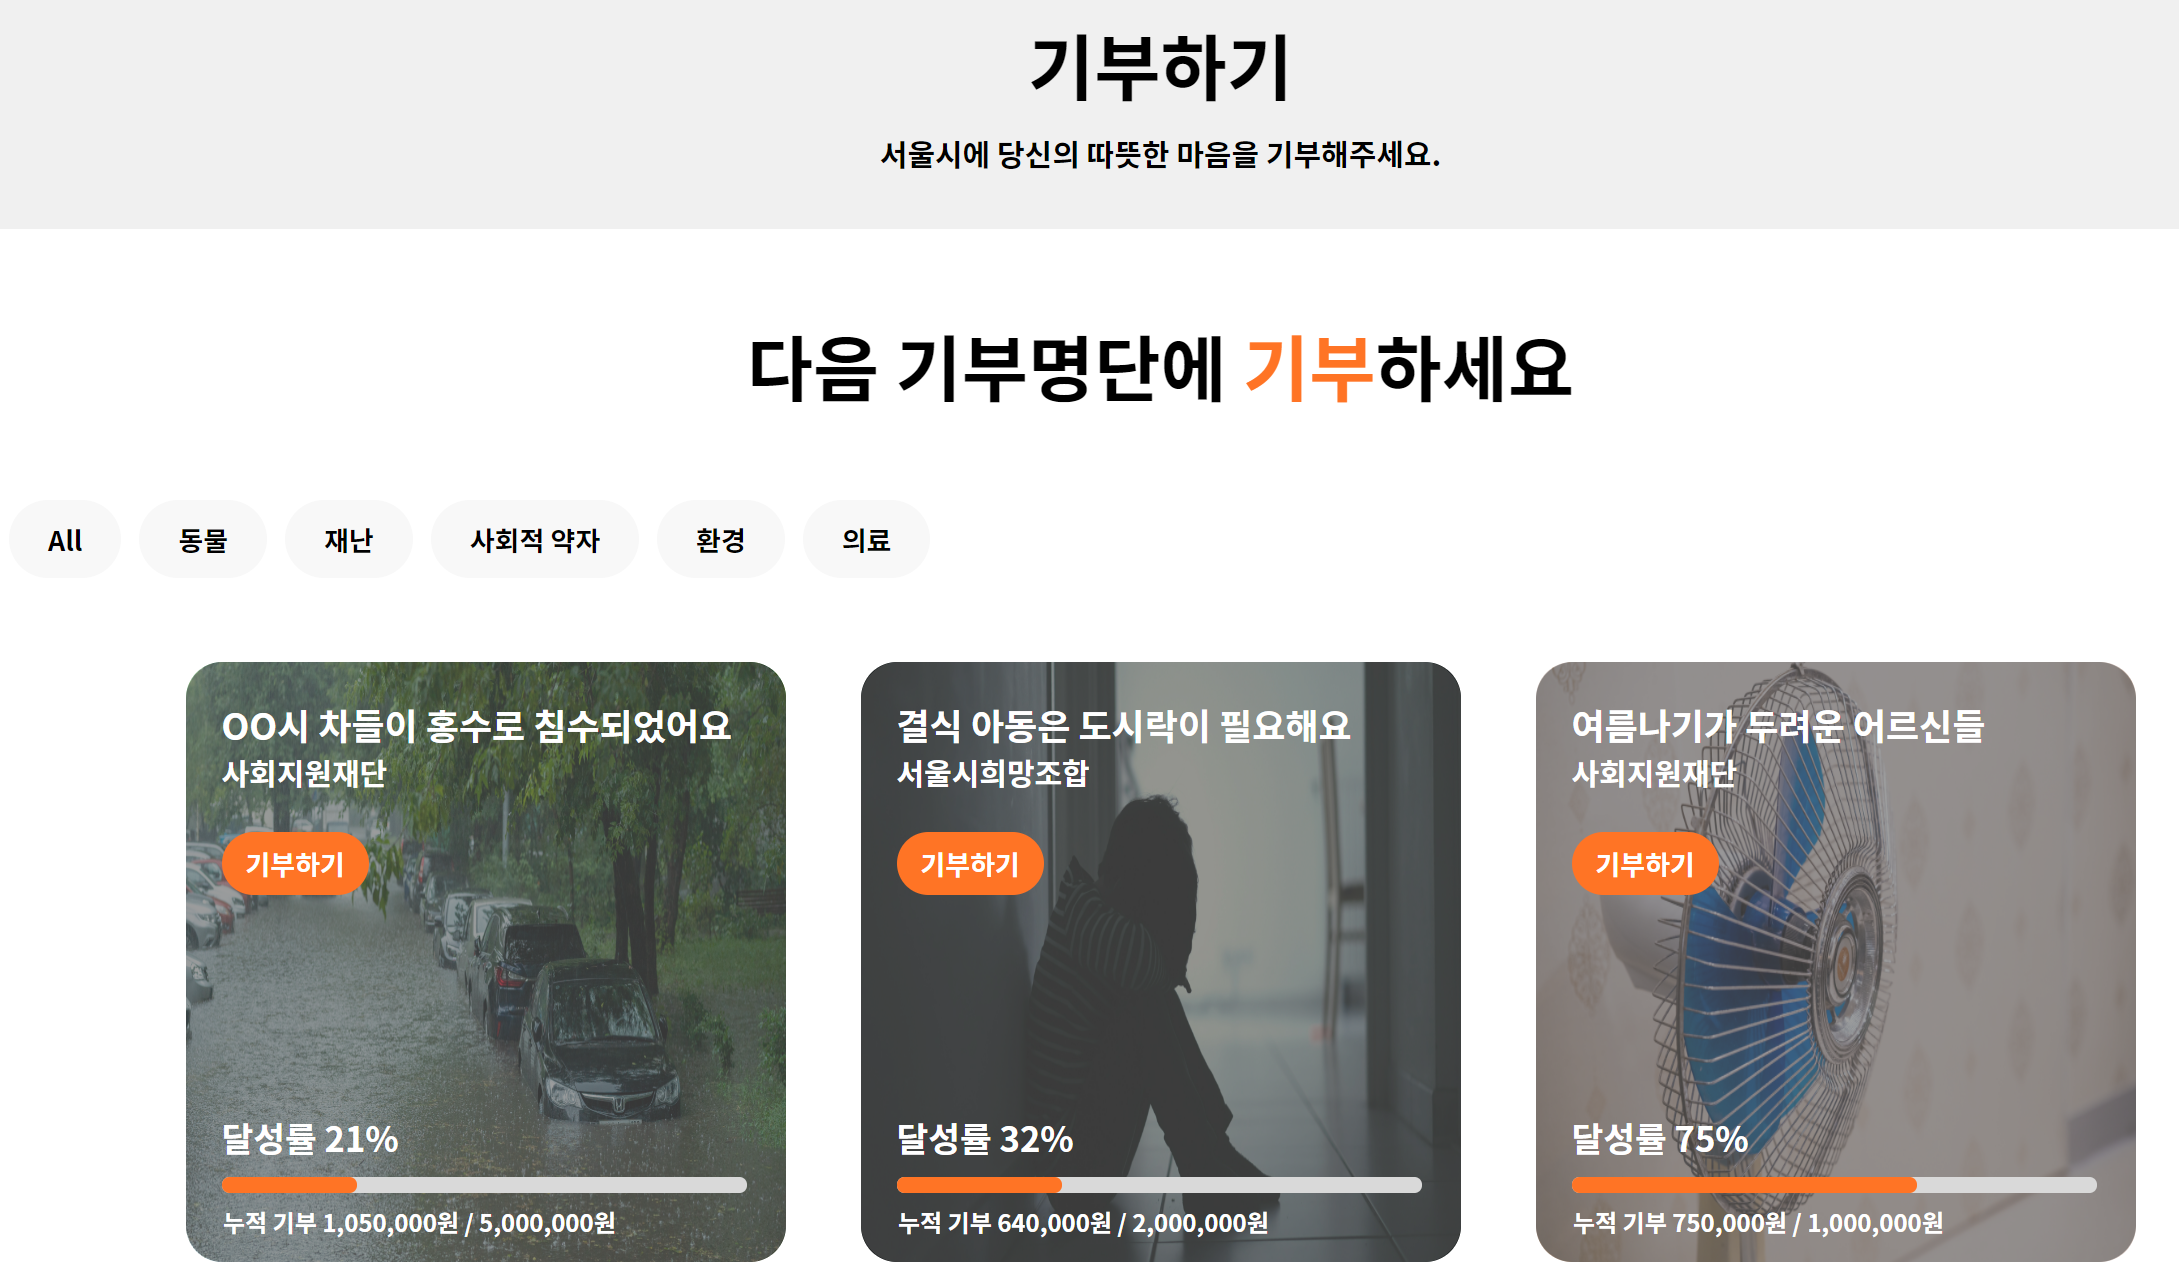 기부하기
서울시에 당신의 따뜻한 마음을 기부해주세요.
다음 기부명단에 기부하세요
All
동물
재난
사회적 약자
환경
의료
OO시 차들이 홍수로 침수되었어요
사회지원재단
기부하기
달성률 21%
누적 기부 1,050,000원 / 5,000,000원
결식 아동은 도시락이 필요해요
서울시희망조합
기부하기
달성률 32%
누적 기부 640,000원 / 2,000,000원
여름나기가 두려운 어르신들
사회지원재단
기부하기
달성률 75%
누적 기부 750,000원 / 1,000,000원